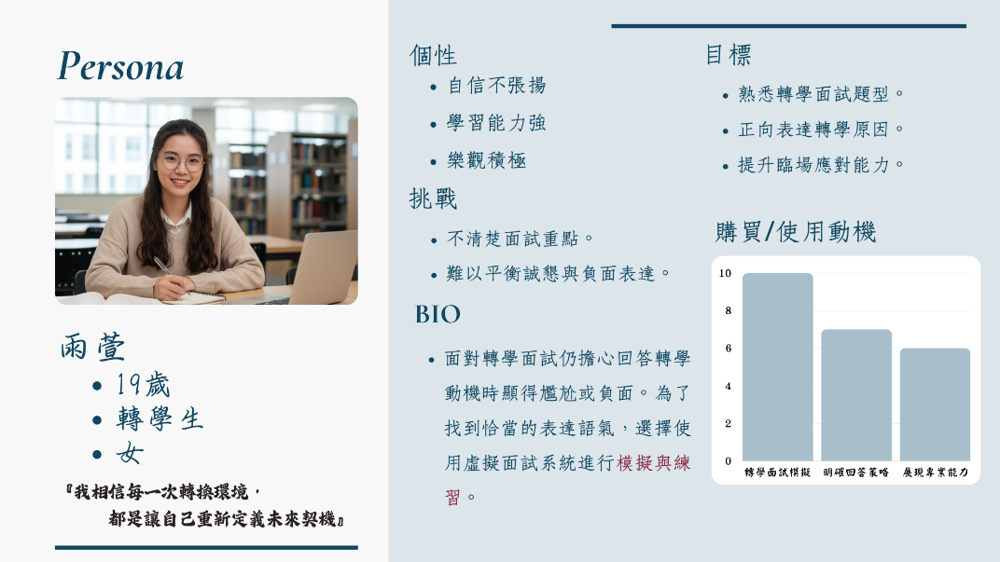 Persona
雨萱
19歲
轉學生
女
『我相信每一次轉換環境，
都是讓自己重新定義未來契機』
個性
自信不張揚
學習能力強
樂觀積極
挑戰
不清楚面試重點。
難以平衡誠懇與負面表達。
BIO
面對轉學面試仍擔心回答轉學
動機時顯得尷尬或負面。為了
找到恰當的表達語氣，選擇使
用虛擬面試系統進行模擬與練
習。
目標
熟悉轉學面試題型。
正向表達轉學原因。
提升臨場應對能力。
購買/使用動機
10
8
6
4
2
0
轉學面試模擬 明確回答策略 展現專業能力